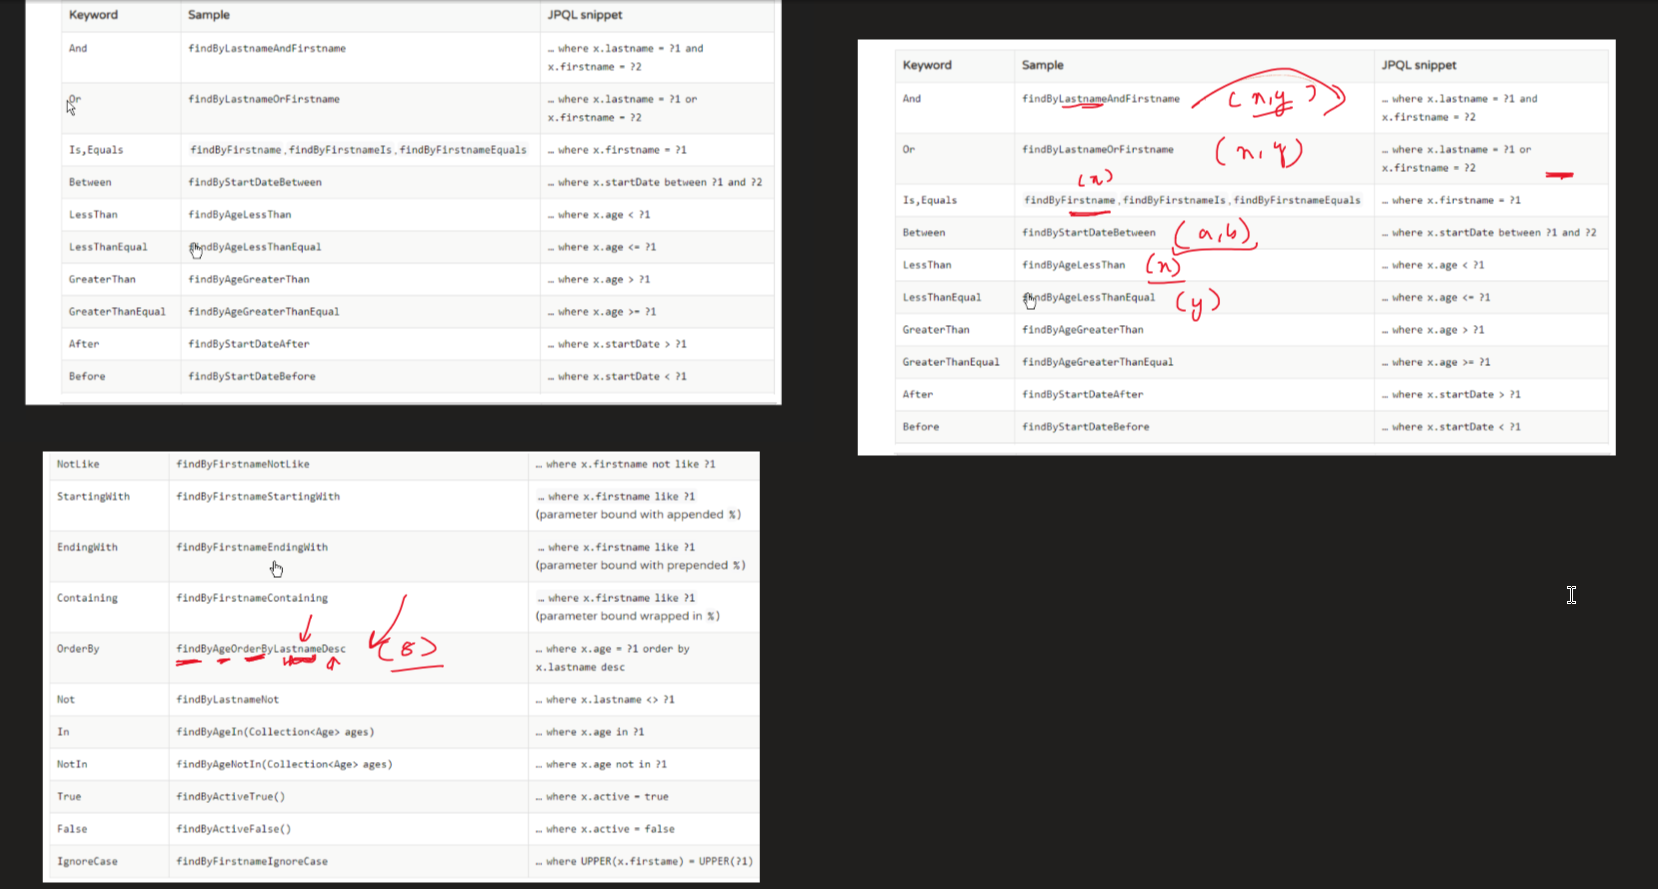 Keyword Sample JPQL snippet
And findByLastnameAndFirstname … where x.lastname = ?1 and
x.firstname = ?2
Or findByLastnameOrFirstname … where x.lastname = ?1 or
x.firstname = ?2
Is,Equals findByFirstname,findByFirstnameIs,findByFirstnameEquals … where x.firstname = ?1
Between findByStartDateBetween … where x.startDate between ?1 and ?2
LessThan findByAgeLessThan … where x.age < ?1
LessThanEqual findByAgeLessThanEqual … where x.age <= ?1
GreaterThan findByAgeGreaterThan … where x.age > ?1
GreaterThanEqual findByAgeGreaterThanEqual … where x.age >= ?1
After findByStartDateAfter … where x.startDate > ?1
Before findByStartDateBefore … where x.startDate < ?1
Keyword Sample JPQL snippet
And findByLastnameAndFirstname (x,y) … where x.lastname = ?1 and
x.firstname = ?2
Or findByLastnameOrFirstname (x,y) … where x.lastname = ?1 or
x.firstname = ?2
(x)
Is,Equals findByFirstname,findByFirstnameIs,findByFirstnameEquals … where x.firstname = ?1
Between findByStartDateBetween (a,b) … where x.startDate between ?1 and ?2
LessThan findByAgeLessThan (x) … where x.age < ?1
LessThanEqual findByAgeLessThanEqual (y) … where x.age <= ?1
GreaterThan findByAgeGreaterThan … where x.age > ?1
GreaterThanEqual findByAgeGreaterThanEqual … where x.age >= ?1
After findByStartDateAfter … where x.startDate > ?1
Before findByStartDateBefore … where x.startDate < ?1
NotLike findByFirstnameNotLike … where x.firstname not like ?1
StartingWith findByFirstnameStartingWith … where x.firstname like ?1
(parameter bound with appended %)
EndingWith findByFirstnameEndingWith … where x.firstname like ?1
(parameter bound with prepended %)
Containing findByFirstnameContaining … where x.firstname like ?1
(parameter bound wrapped in %)
OrderBy findByAgeOrderByLastnameDesc (8) … where x.age = ?1 order by
x.lastname desc
Not findByLastnameNot … where x.lastname <> ?1
In findByAgeIn(Collection<Age> ages) … where x.age in ?1
NotIn findByAgeNotIn(Collection<Age> ages) … where x.age not in ?1
True findByActiveTrue() … where x.active = true
False findByActiveFalse() … where x.active = false
IgnoreCase findByFirstnameIgnoreCase … where UPPER(x.firstame) = UPPER(?1)